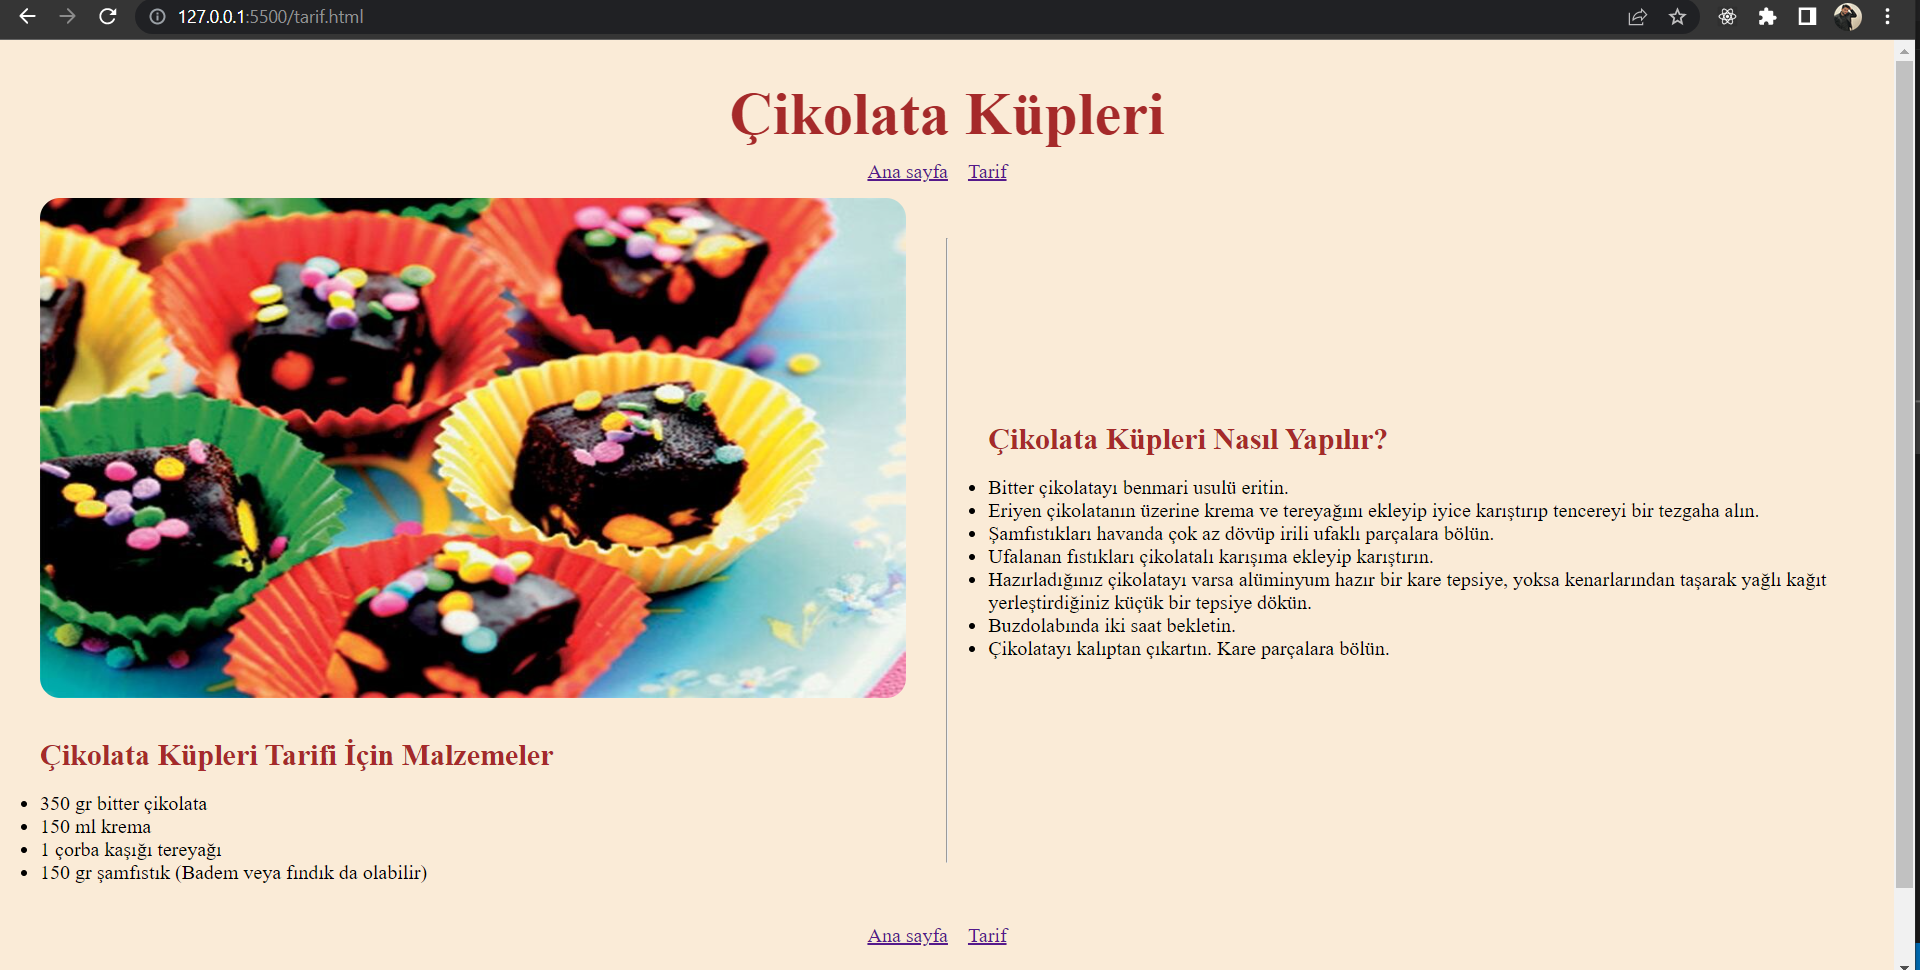 127.0.0.1:5500/tarif.html
Çikolata Küpleri
Ana sayfa Tarif
Çikolata Küpleri Tarifi İçin Malzemeler
350 gr bitter çikolata
150 ml krema
1 çorba kaşığı tereyağı
150 gr şamfıstık (Badem veya fındık da olabilir)
Çikolata Küpleri Nasıl Yapılır?
Bitter çikolatayı benmari usulü eritin.
Eriyen çikolatanın üzerine krema ve tereyağını ekleyip iyice karıştırıp tencereyi bir tezgaha alın.
Şamfıstıkları havanda çok az dövüp irili ufaklı parçalara bölün.
Ufalanan fıstıkları çikolatalı karışıma ekleyip karıştırın.
Hazırladığınız çikolatayı varsa alüminyum hazır bir kare tepsiye, yoksa kenarlarından taşarak yağlı kağıt
yerleştirdiğiniz küçük bir tepsiye dökün.
Buzdolabında iki saat bekletin.
Çikolatayı kalıptan çıkartın. Kare parçalara bölün.
Ana sayfa Tarif